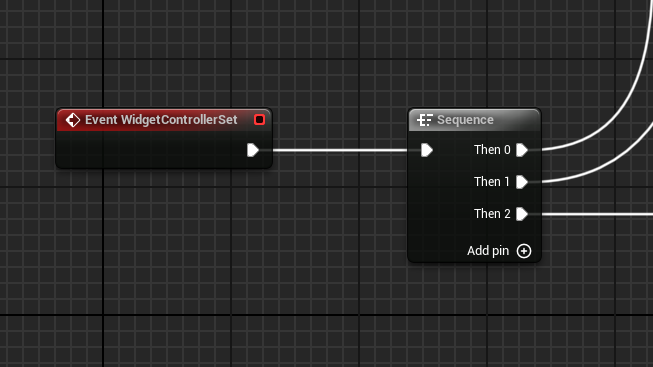 Event WidgetControllerSet
Sequence
Then 0
Then 1
Then 2
Add pin